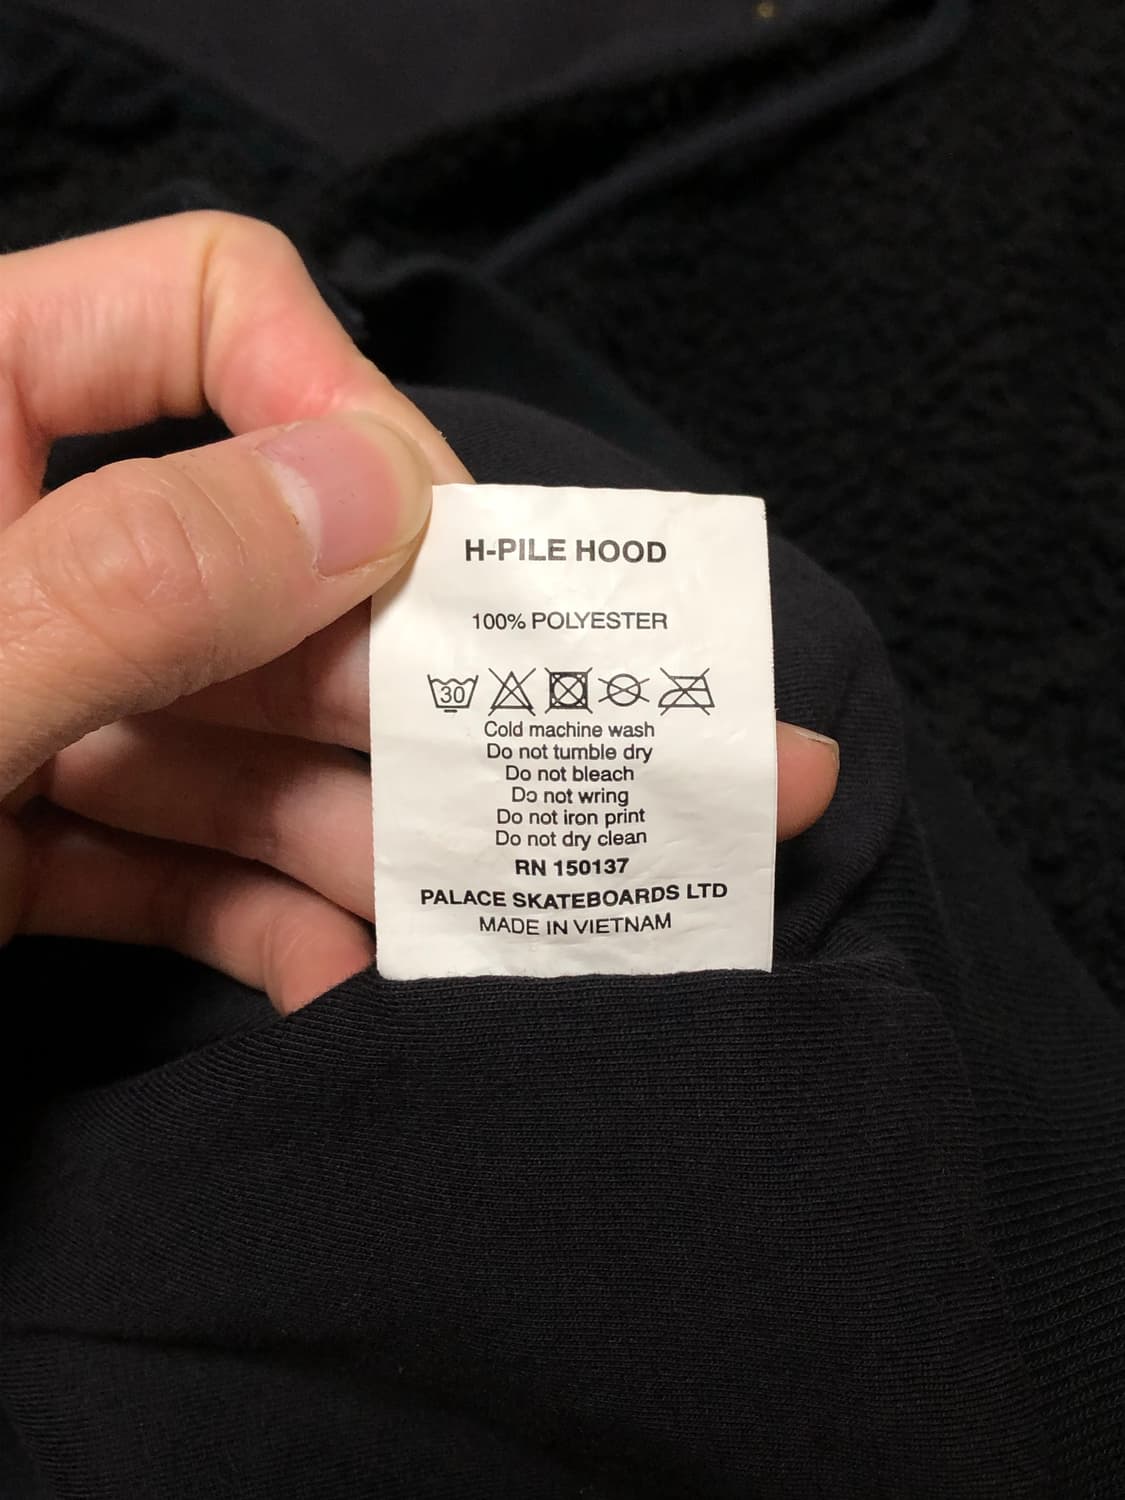 H-PILE HOOD
100% POLYESTER
30
Cold machine wash
Do not tumble dry
Do not bleach
Do not wring
Do not iron print
Do not dry clean
RN 150137
PALACE SKATEBOARDS LTD
MADE IN VIETNAM